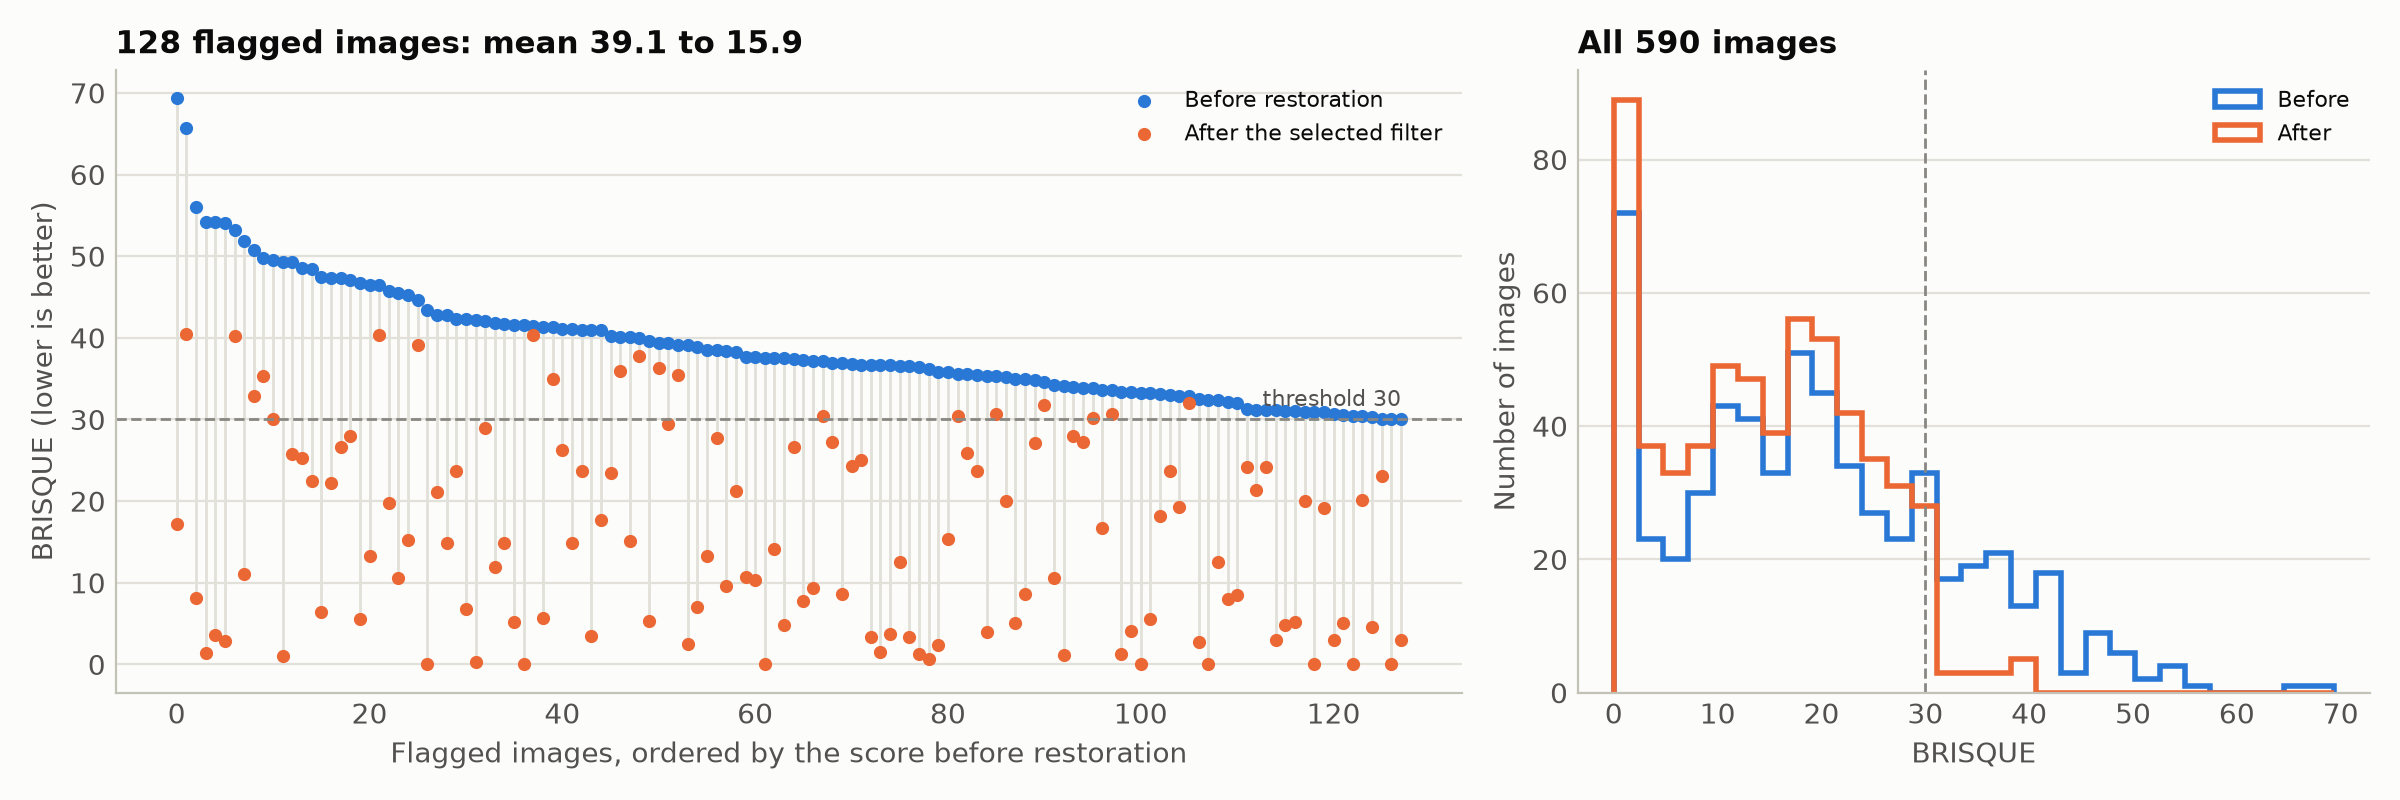 128 flagged images: mean 39.1 to 15.9
BRISQUE (lower is better)
70
60
50
40
30
20
10
0
Before restoration
After the selected filter
threshold 30
0 20 40 60 80 100 120
Flagged images, ordered by the score before restoration
All 590 images
Number of images
80
60
40
20
0
Before
After
0 10 20 30 40 50 60 70
BRISQUE